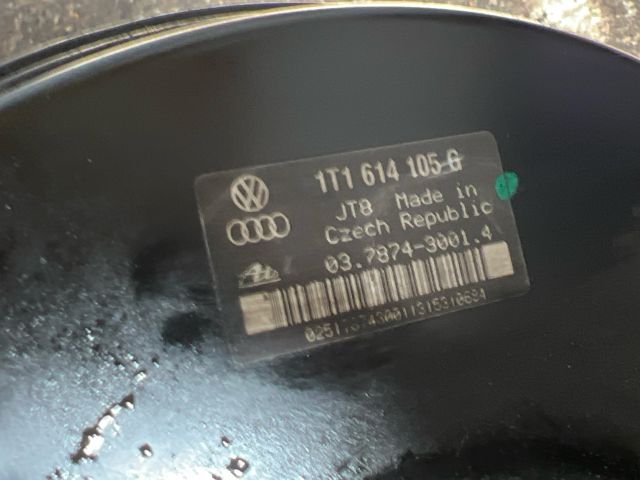 1T1 614 105 G
JT8 Made in
Czech Republic
03.7874-3001.4